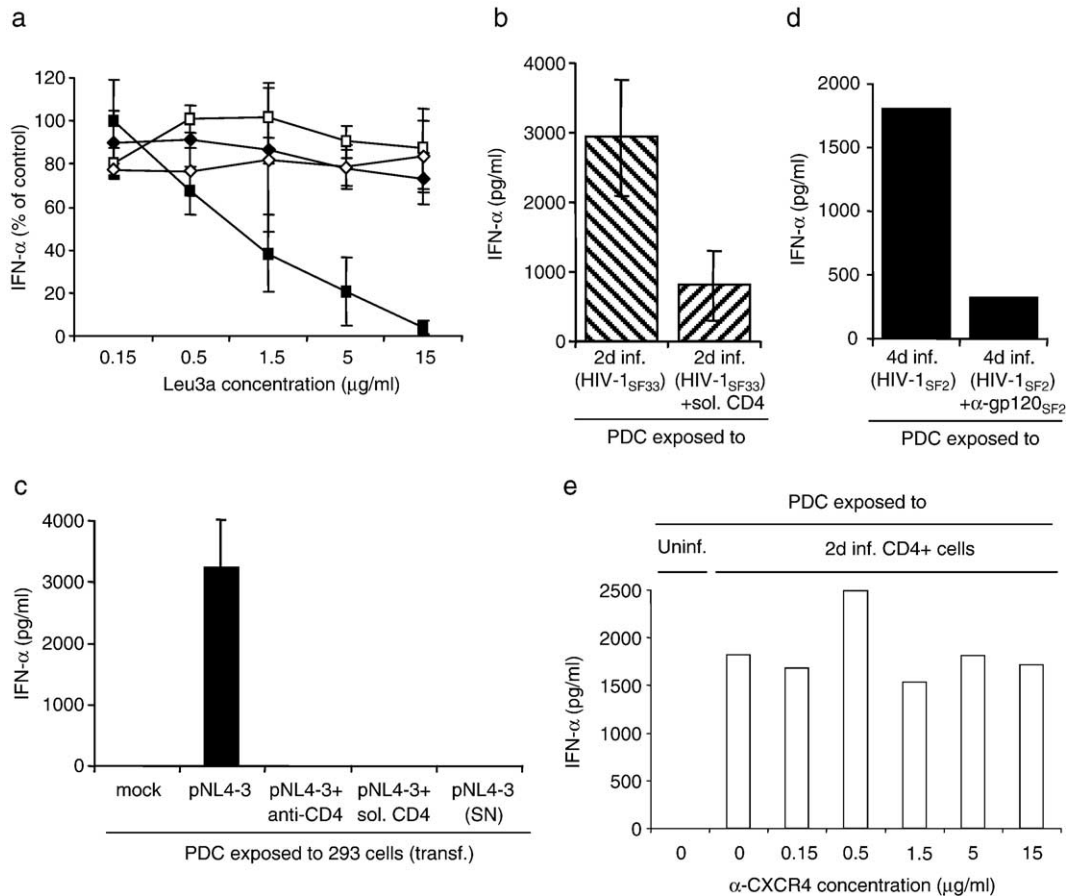 a
IFN-α (% of control)
120
100
80
60
40
20
0
0.15 0.5 1.5 5 15
Leu3a concentration (μg/ml)
b
IFN-α (pg/ml)
4000
3000
2000
1000
0
2d inf. 2d inf.
(HIV-1SF33) (HIV-1SF33)
+sol. CD4
PDC exposed to
d
IFN-α (pg/ml)
2000
1500
1000
500
0
4d inf. 4d inf.
(HIV-1SF2) (HIV-1SF2)
+α-gp120SF2
PDC exposed to
c
IFN-α (pg/ml)
4000
3000
2000
1000
0
mock pNL4-3 pNL4-3+ pNL4-3+ pNL4-3
anti-CD4 sol. CD4 (SN)
PDC exposed to 293 cells (transf.)
e
PDC exposed to
Uninf. 2d inf. CD4+ cells
IFN-α (pg/ml)
2500
2000
1500
1000
500
0
0 0 0.15 0.5 1.5 5 15
α-CXCR4 concentration (μg/ml)